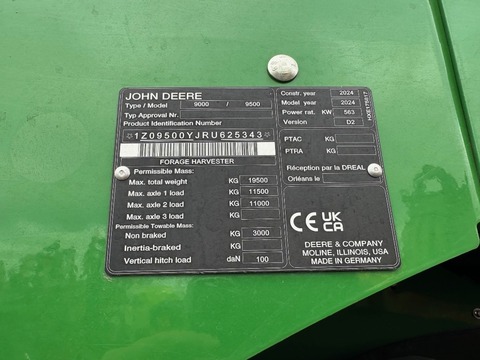 JOHN DEERE
Type / Model 9000 / 9500
Typ Approval Nr.
Product Identification Number
☆1Z09500YJRU625343☆
FORAGE HARVESTER
Permissible Mass:
Max. total weight KG 19500
Max. axle 1 load KG 11500
Max. axle 2 load KG 11000
Max. axle 3 load KG
Permissible Towable Mass:
Non braked KG 3000
Inertia-braked KG
Vertical hitch load daN 100
Constr. year 2024
Model year 2024
Power rat. KW 563
Version D2
PTAC KG
PTRA KG
Réception par la DREAL
Orléans le
CE UK CA
DEERE & COMPANY
MOLINE, ILLINOIS, USA
MADE IN GERMANY